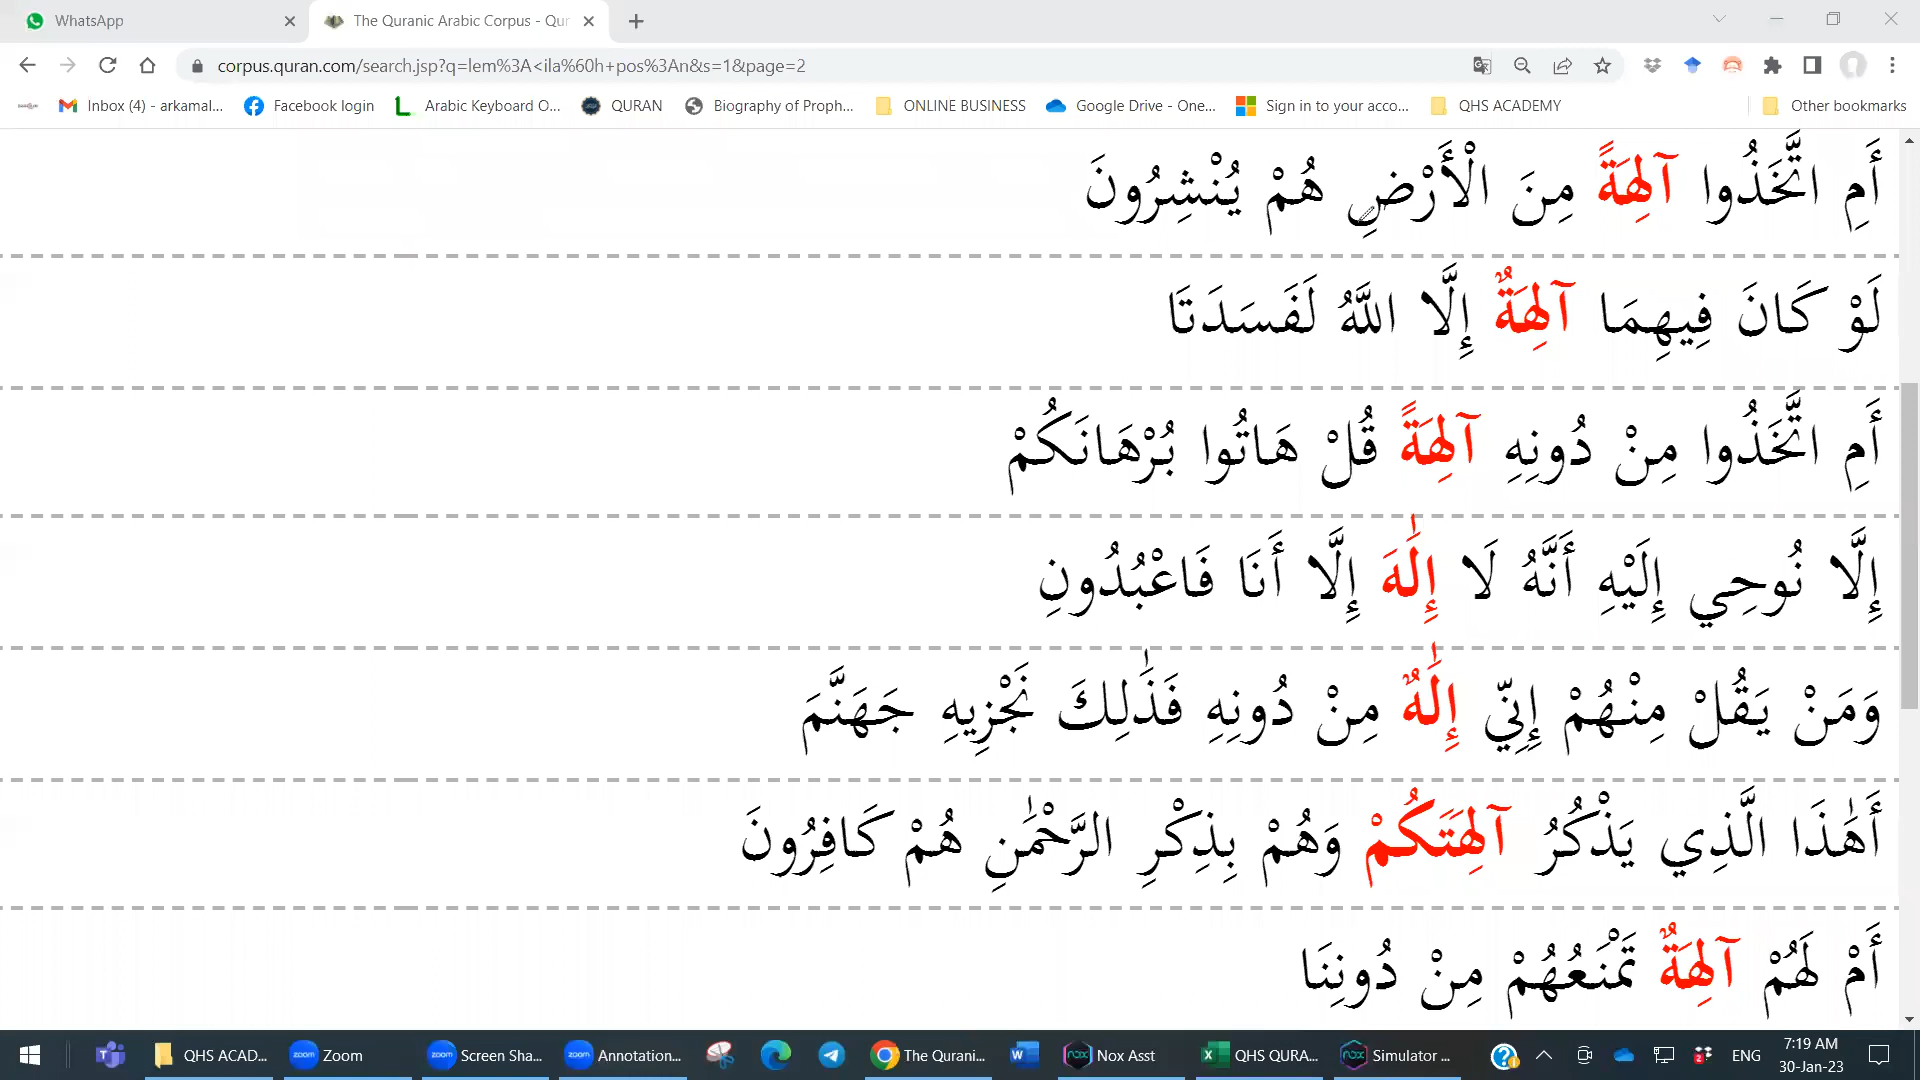 WhatsApp
The Quranic Arabic Corpus - Qur
corpus.quran.com/search.jsp?q=lem%3A<ila%60h+pos%3An&s=1&page=2
Inbox (4) - arkamal... Facebook login Arabic Keyboard O... QURAN Biography of Proph... ONLINE BUSINESS Google Drive - One... Sign in to your acco... QHS ACADEMY Other bookmarks
أَمِ اتَّخَذُوا آلِهَةً مِنَ الْأَرْضِ هُمْ يُنْشِرُونَ
لَوْ كَانَ فِيهِمَا آلِهَةٌ إِلَّا اللَّهُ لَفَسَدَتَا
أَمِ اتَّخَذُوا مِنْ دُونِهِ آلِهَةً قُلْ هَاتُوا بُرْهَانَكُمْ
إِلَّا نُوحِي إِلَيْهِ أَنَّهُ لَا إِلَٰهَ إِلَّا أَنَا فَاعْبُدُونِ
وَمَنْ يَقُلْ مِنْهُمْ إِنِّي إِلَٰهٌ مِنْ دُونِهِ فَذَٰلِكَ نَجْزِيهِ جَهَنَّمَ
أَهَٰذَا الَّذِي يَذْكُرُ آلِهَتَكُمْ وَهُمْ بِذِكْرِ الرَّحْمَٰنِ هُمْ كَافِرُونَ
أَمْ لَهُمْ آلِهَةٌ تَمْنَعُهُمْ مِنْ دُونِنَا
QHS ACAD... Zoom Screen Sha... Annotation... The Qurani... Nox Asst QHS QURA... Simulator ... ENG 7:19 AM
30-Jan-23